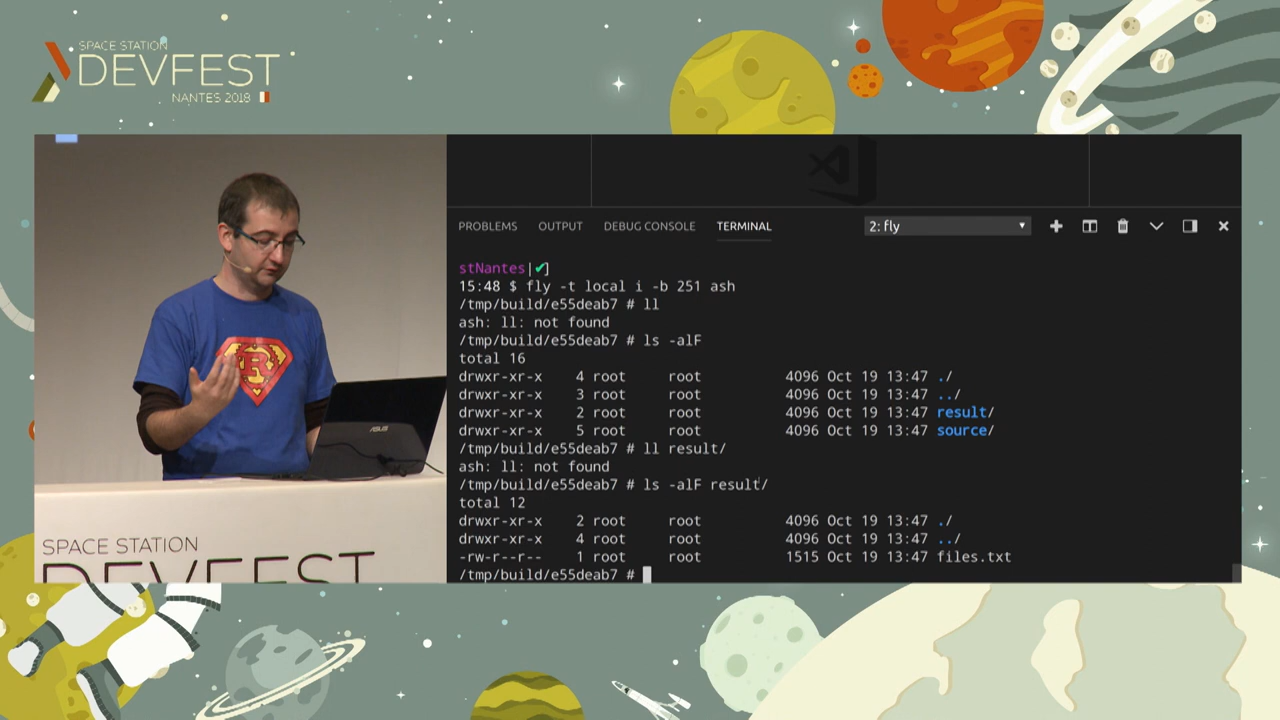 SPACE STATION
DEVFEST
NANTES 2018
PROBLEMS OUTPUT DEBUG CONSOLE TERMINAL 2: fly
stNantes|✔]
15:48 $ fly -t local i -b 251 ash
/tmp/build/e55deab7 # ll
ash: ll: not found
/tmp/build/e55deab7 # ls -alF
total 16
drwxr-xr-x 4 root root 4096 Oct 19 13:47 ./
drwxr-xr-x 3 root root 4096 Oct 19 13:47 ../
drwxr-xr-x 2 root root 4096 Oct 19 13:47 result/
drwxr-xr-x 5 root root 4096 Oct 19 13:47 source/
/tmp/build/e55deab7 # ll result/
ash: ll: not found
/tmp/build/e55deab7 # ls -alF result/
total 12
drwxr-xr-x 2 root root 4096 Oct 19 13:47 ./
drwxr-xr-x 4 root root 4096 Oct 19 13:47 ../
-rw-r--r-- 1 root root 1515 Oct 19 13:47 files.txt
/tmp/build/e55deab7 #
R
ASUS
SPACE STATION
DEVFEST